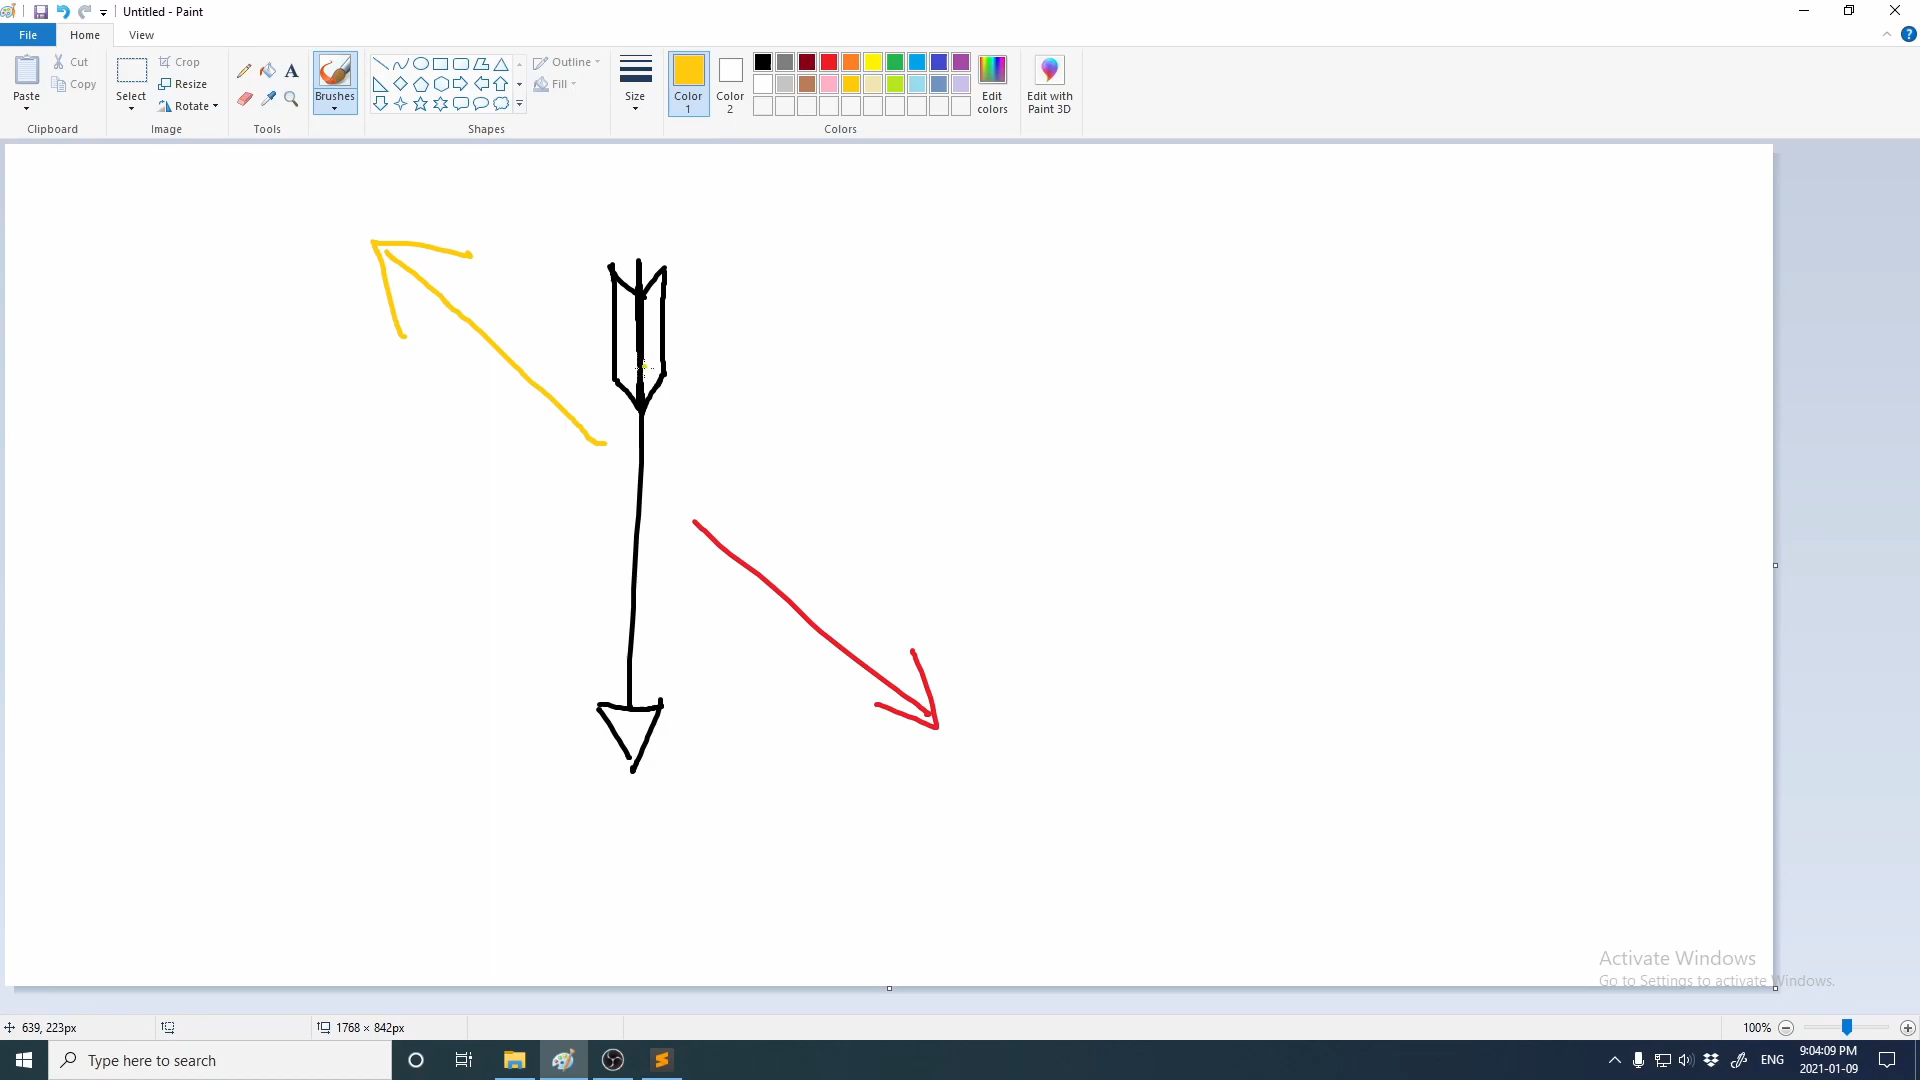 Untitled - Paint
File Home View
Paste
Cut
Copy
Clipboard
Select
Crop
Resize
Rotate
Image
Tools
Brushes
Outline
Fill
Shapes
Size
Color 1
Color 2
Edit colors
Edit with Paint 3D
Colors
Activate Windows
Go to Settings to activate Windows.
639, 223px
1768 × 842px
100%
Type here to search
ENG
9:04:09 PM
2021-01-09